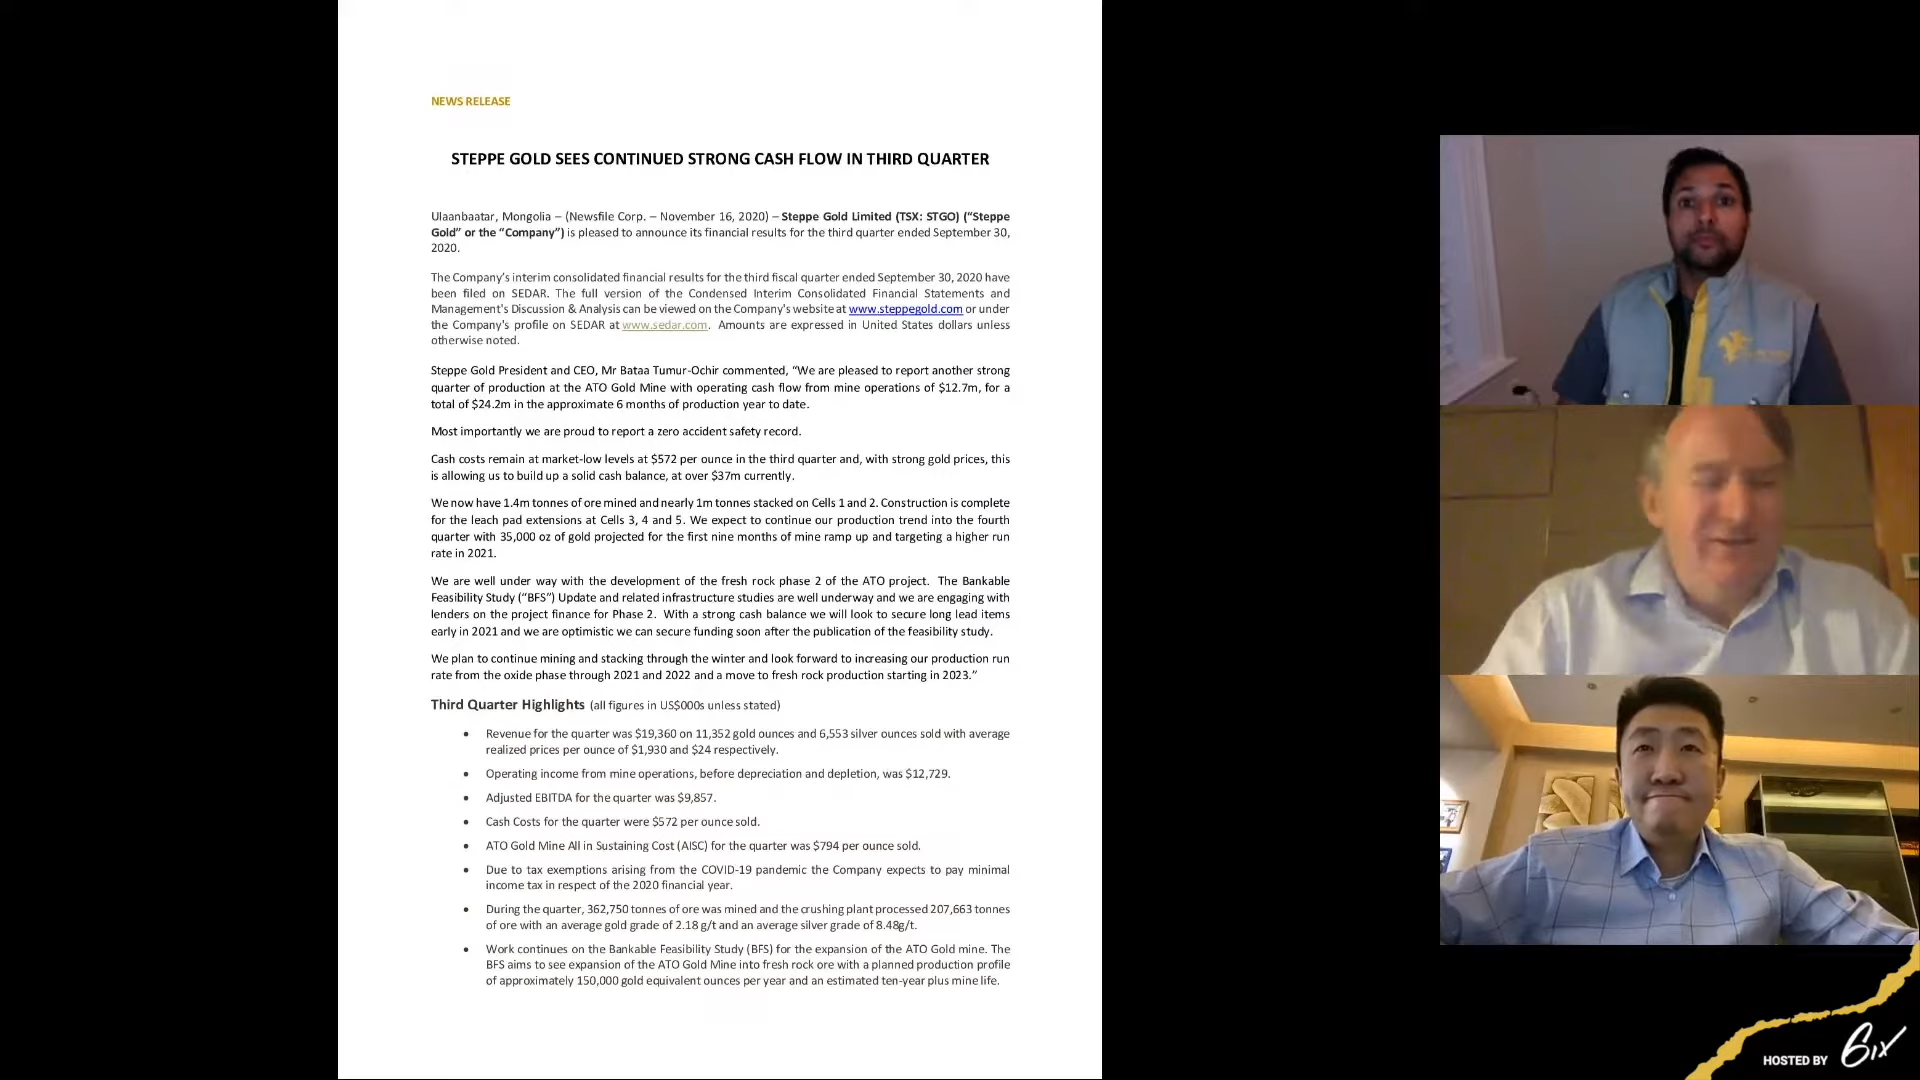 NEWS RELEASE
STEPPE GOLD SEES CONTINUED STRONG CASH FLOW IN THIRD QUARTER
Ulaanbaatar, Mongolia – (Newsfile Corp. – November 16, 2020) – Steppe Gold Limited (TSX: STGO) (“Steppe
Gold” or the “Company”) is pleased to announce its financial results for the third quarter ended September 30,
2020.
The Company’s interim consolidated financial results for the third fiscal quarter ended September 30, 2020 have
been filed on SEDAR. The full version of the Condensed Interim Consolidated Financial Statements and
Management's Discussion & Analysis can be viewed on the Company's website at www.steppegold.com or under
the Company's profile on SEDAR at www.sedar.com. Amounts are expressed in United States dollars unless
otherwise noted.
Steppe Gold President and CEO, Mr Bataa Tumur-Ochir commented, “We are pleased to report another strong
quarter of production at the ATO Gold Mine with operating cash flow from mine operations of $12.7m, for a
total of $24.2m in the approximate 6 months of production year to date.
Most importantly we are proud to report a zero accident safety record.
Cash costs remain at market-low levels at $572 per ounce in the third quarter and, with strong gold prices, this
is allowing us to build up a solid cash balance, at over $37m currently.
We now have 1.4m tonnes of ore mined and nearly 1m tonnes stacked on Cells 1 and 2. Construction is complete
for the leach pad extensions at Cells 3, 4 and 5. We expect to continue our production trend into the fourth
quarter with 35,000 oz of gold projected for the first nine months of mine ramp up and targeting a higher run
rate in 2021.
We are well under way with the development of the fresh rock phase 2 of the ATO project. The Bankable
Feasibility Study (“BFS”) Update and related infrastructure studies are well underway and we are engaging with
lenders on the project finance for Phase 2. With a strong cash balance we will look to secure long lead items
early in 2021 and we are optimistic we can secure funding soon after the publication of the feasibility study.
We plan to continue mining and stacking through the winter and look forward to increasing our production run
rate from the oxide phase through 2021 and 2022 and a move to fresh rock production starting in 2023.”
Third Quarter Highlights (all figures in US$000s unless stated)
• Revenue for the quarter was $19,360 on 11,352 gold ounces and 6,553 silver ounces sold with average
realized prices per ounce of $1,930 and $24 respectively.
• Operating income from mine operations, before depreciation and depletion, was $12,729.
• Adjusted EBITDA for the quarter was $9,857.
• Cash Costs for the quarter were $572 per ounce sold.
• ATO Gold Mine All in Sustaining Cost (AISC) for the quarter was $794 per ounce sold.
• Due to tax exemptions arising from the COVID-19 pandemic the Company expects to pay minimal
income tax in respect of the 2020 financial year.
• During the quarter, 362,750 tonnes of ore was mined and the crushing plant processed 207,663 tonnes
of ore with an average gold grade of 2.18 g/t and an average silver grade of 8.48g/t.
• Work continues on the Bankable Feasibility Study (BFS) for the expansion of the ATO Gold mine. The
BFS aims to see expansion of the ATO Gold Mine into fresh rock ore with a planned production profile
of approximately 150,000 gold equivalent ounces per year and an estimated ten-year plus mine life.
HOSTED BY 6ix